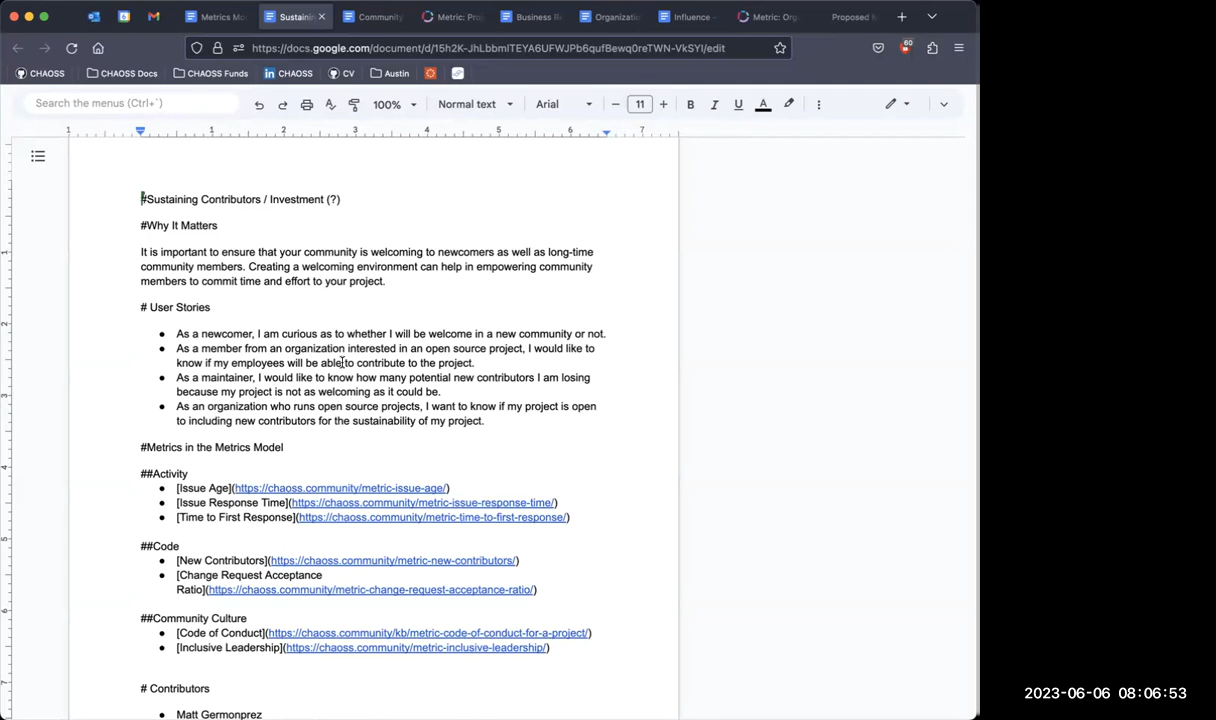 Metrics Mo
Sustainin
Community
Metric: Pro
Business R
Organizatio
Influence
Metric: Org
Proposed
https://docs.google.com/document/d/15h2K-JhLbbmITEYA6UFWJPb6qufBewq0reTWN-VkSYI/edit
60
CHAOSS
CHAOSS Docs
CHAOSS Funds
in CHAOSS
CV
Austin
Search the menus (Ctrl+`)
100%
Normal text
Arial
11
B
I
U
A
1 1 2 3 4 5 6 7
#Sustaining Contributors / Investment (?)
#Why It Matters
It is important to ensure that your community is welcoming to newcomers as well as long-time
community members. Creating a welcoming environment can help in empowering community
members to commit time and effort to your project.
# User Stories
● As a newcomer, I am curious as to whether I will be welcome in a new community or not.
● As a member from an organization interested in an open source project, I would like to
know if my employees will be able to contribute to the project.
● As a maintainer, I would like to know how many potential new contributors I am losing
because my project is not as welcoming as it could be.
● As an organization who runs open source projects, I want to know if my project is open
to including new contributors for the sustainability of my project.
#Metrics in the Metrics Model
##Activity
● [Issue Age](https://chaoss.community/metric-issue-age/)
● [Issue Response Time](https://chaoss.community/metric-issue-response-time/)
● [Time to First Response](https://chaoss.community/metric-time-to-first-response/)
##Code
● [New Contributors](https://chaoss.community/metric-new-contributors/)
● [Change Request Acceptance
Ratio](https://chaoss.community/metric-change-request-acceptance-ratio/)
##Community Culture
● [Code of Conduct](https://chaoss.community/kb/metric-code-of-conduct-for-a-project/)
● [Inclusive Leadership](https://chaoss.community/metric-inclusive-leadership/)
# Contributors
● Matt Germonprez
2023-06-06 08:06:53